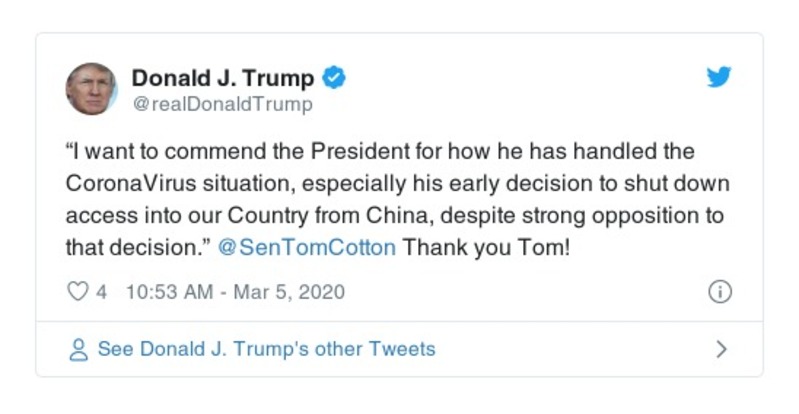 Donald J. Trump
@realDonaldTrump
“I want to commend the President for how he has handled the
CoronaVirus situation, especially his early decision to shut down
access into our Country from China, despite strong opposition to
that decision.” @SenTomCotton Thank you Tom!
4 10:53 AM - Mar 5, 2020
See Donald J. Trump's other Tweets